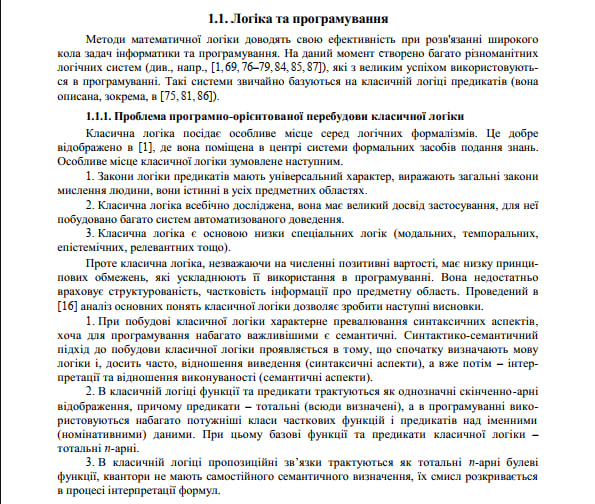 1.1. Логіка та програмування
Методи математичної логіки доводять свою ефективність при розв'язанні широкого
кола задач інформатики та програмування. На даний момент створено багато різноманітних
логічних систем (див., напр., [1, 69, 76–79, 84, 85, 87]), які з великим успіхом використовують-
ся в програмуванні. Такі системи звичайно базуються на класичній логіці предикатів (вона
описана, зокрема, в [75, 81, 86]).
1.1.1. Проблема програмно-орієнтованої перебудови класичної логіки
Класична логіка посідає особливе місце серед логічних формалізмів. Це добре
відображено в [1], де вона поміщена в центрі системи формальних засобів подання знань.
Особливе місце класичної логіки зумовлене наступним.
1. Закони логіки предикатів мають універсальний характер, виражають загальні закони
мислення людини, вони істинні в усіх предметних областях.
2. Класична логіка всебічно досліджена, вона має великий досвід застосування, для неї
побудовано багато систем автоматизованого доведення.
3. Класична логіка є основою низки спеціальних логік (модальних, темпоральних,
епістемічних, релевантних тощо).
Проте класична логіка, незважаючи на численні позитивні вартості, має низку принци-
пових обмежень, які ускладнюють її використання в програмуванні. Вона недостатньо
враховує структурованість, частковість інформації про предметну область. Проведений в
[16] аналіз основних понять класичної логіки дозволяє зробити наступні висновки.
1. При побудові класичної логіки характерне превалювання синтаксичних аспектів,
хоча для програмування набагато важливішими є семантичні. Синтактико-семантичний
підхід до побудови класичної логіки проявляється в тому, що спочатку визначають мову
логіки і, досить часто, відношення виведення (синтаксичні аспекти), а вже потім – інтер-
претації та відношення виконуваності (семантичні аспекти).
2. В класичній логіці функції та предикати трактуються як однозначні скінченно-арні
відображення, причому предикати – тотальні (всюди визначені), а в програмуванні вико-
ристовуються набагато потужніші класи часткових функцій і предикатів над іменними
(номінативними) даними. При цьому базові функції та предикати класичної логіки –
тотальні n-арні.
3. В класичній логіці пропозиційні зв’язки трактуються як тотальні n-арні булеві
функції, квантори не мають самостійного семантичного визначення, їх смисл розкривається
в процесі інтерпретації формул.